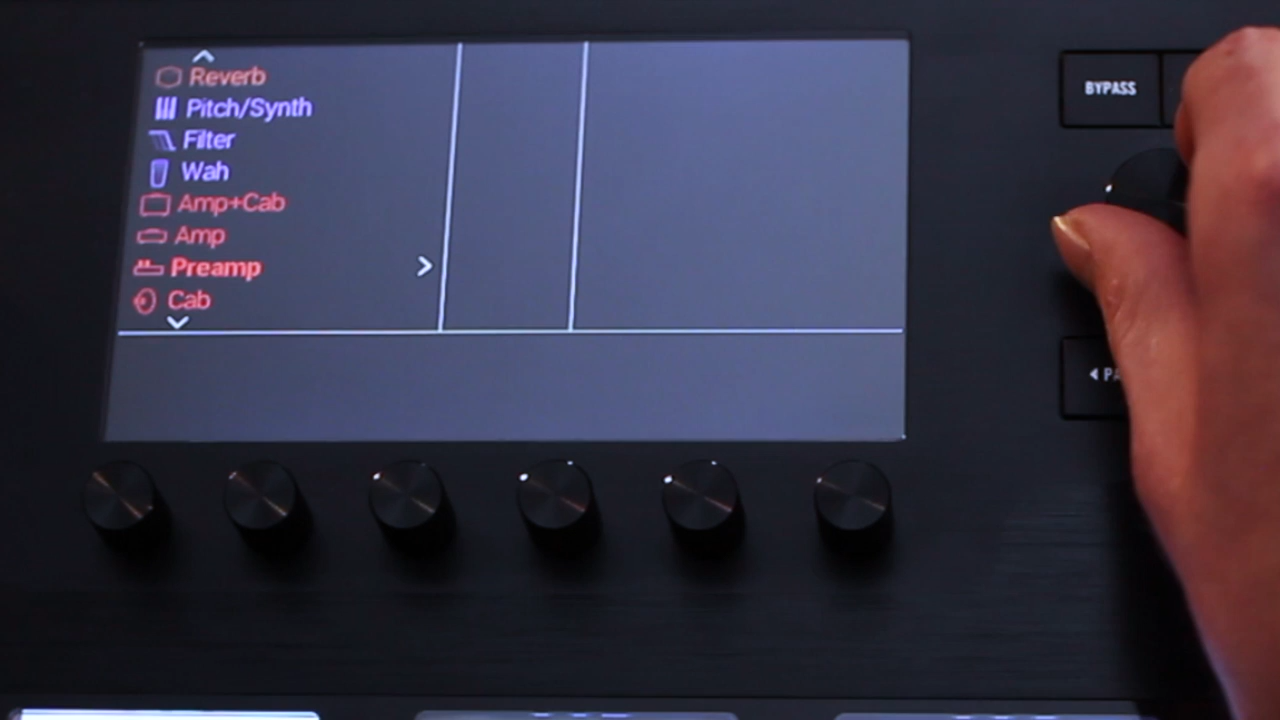 Reverb
Pitch/Synth
Filter
Wah
Amp+Cab
Amp
Preamp
Cab
BYPASS